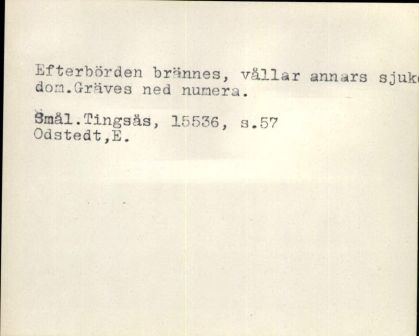 Efterbörden brännes, vållar annars sjuk
dom.Gräves ned numera.
Smål.Tingsås, 15536, s.57
Odstedt,E.